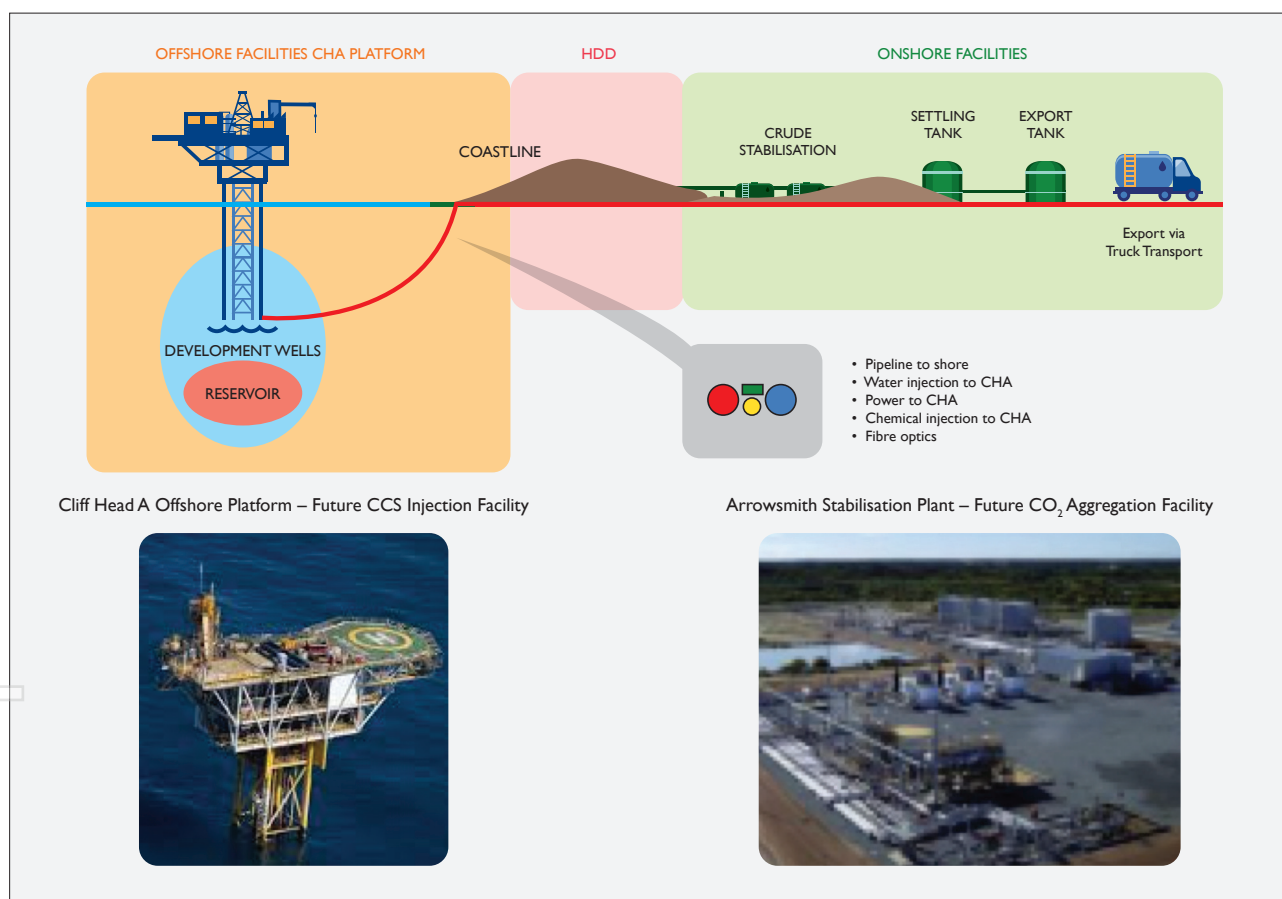 OFFSHORE FACILITIES CHA PLATFORM
HDD
ONSHORE FACILITIES
COASTLINE
CRUDE
STABILISATION
SETTLING
TANK
EXPORT
TANK
Export via
Truck Transport
DEVELOPMENT WELLS
RESERVOIR
• Pipeline to shore
• Water injection to CHA
• Power to CHA
• Chemical injection to CHA
• Fibre optics
Cliff Head A Offshore Platform – Future CCS Injection Facility
Arrowsmith Stabilisation Plant – Future CO₂ Aggregation Facility
H